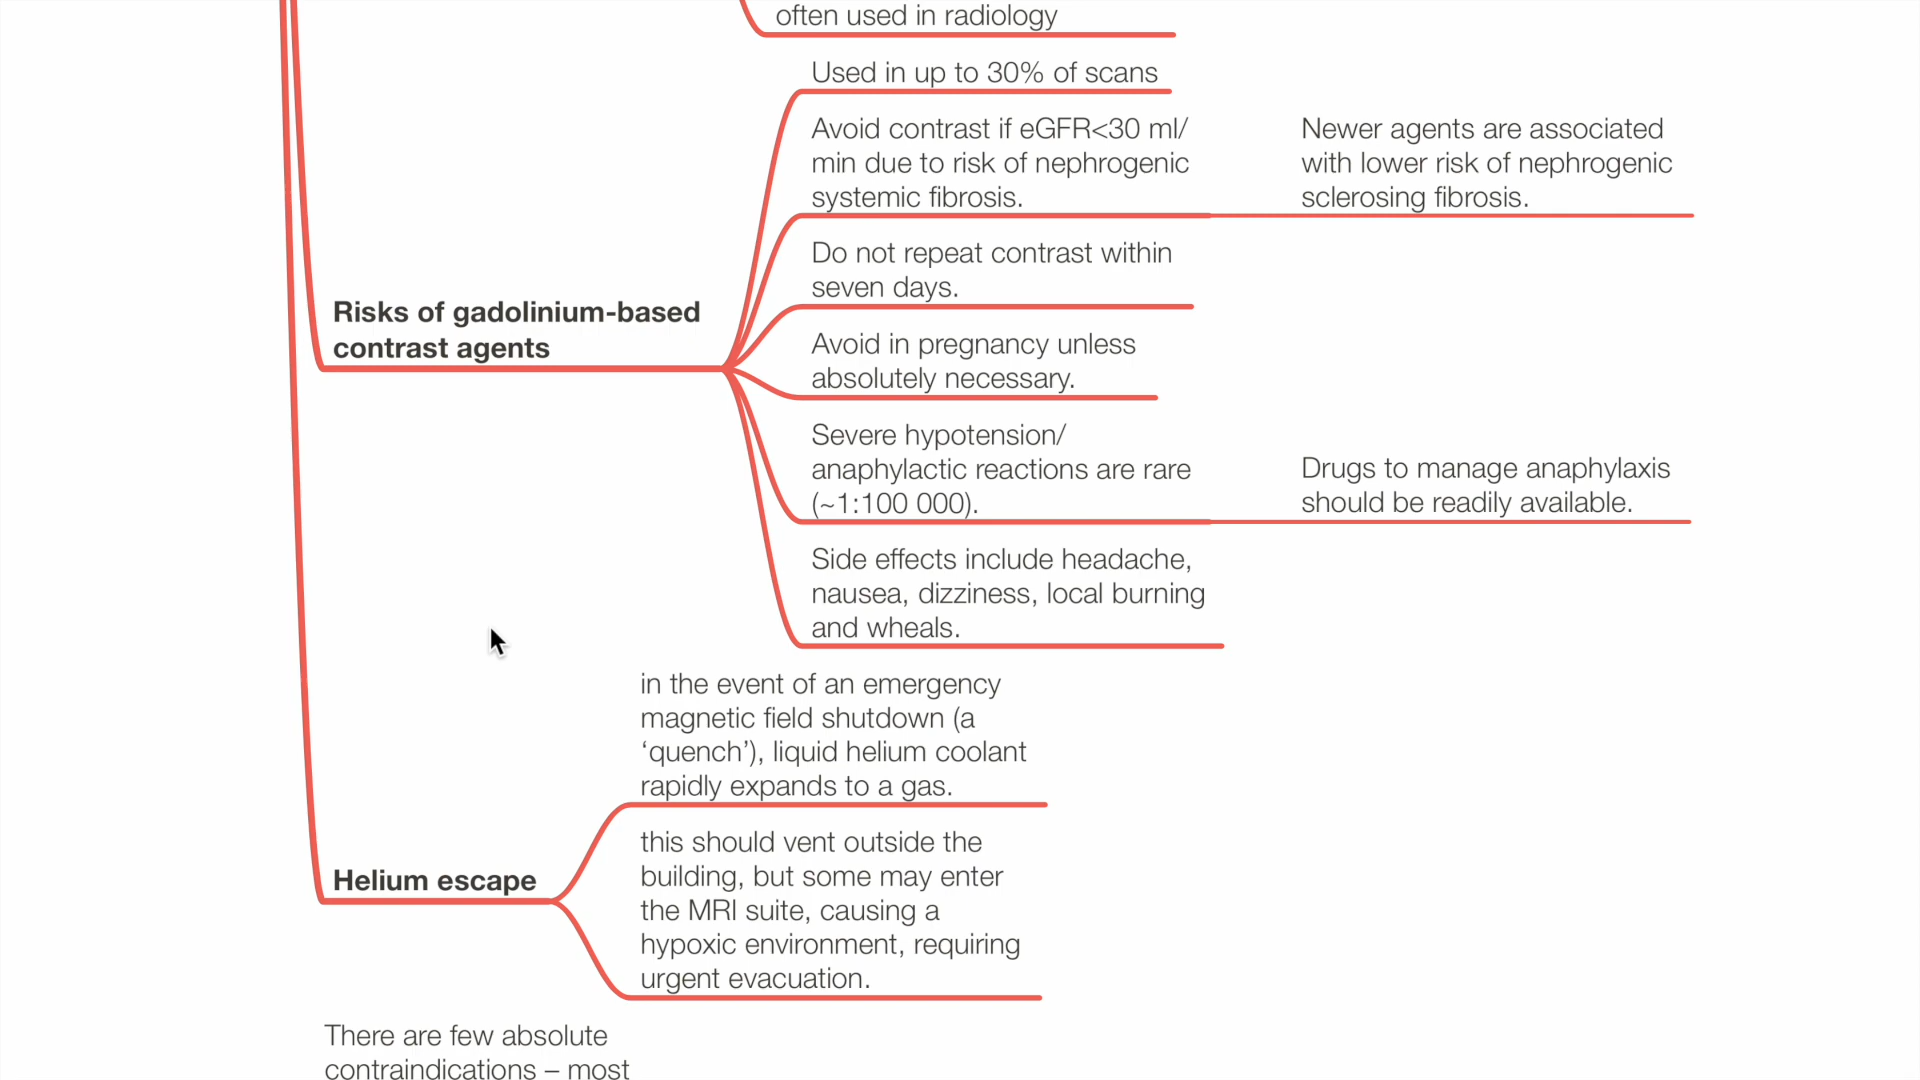 often used in radiology
Used in up to 30% of scans
Avoid contrast if eGFR<30 ml/
min due to risk of nephrogenic
systemic fibrosis.
Newer agents are associated
with lower risk of nephrogenic
sclerosing fibrosis.
Do not repeat contrast within
seven days.
Risks of gadolinium-based
contrast agents
Avoid in pregnancy unless
absolutely necessary.
Severe hypotension/
anaphylactic reactions are rare
(~1:100 000).
Drugs to manage anaphylaxis
should be readily available.
Side effects include headache,
nausea, dizziness, local burning
and wheals.
in the event of an emergency
magnetic field shutdown (a
‘quench’), liquid helium coolant
rapidly expands to a gas.
Helium escape
this should vent outside the
building, but some may enter
the MRI suite, causing a
hypoxic environment, requiring
urgent evacuation.
There are few absolute
contraindications – most